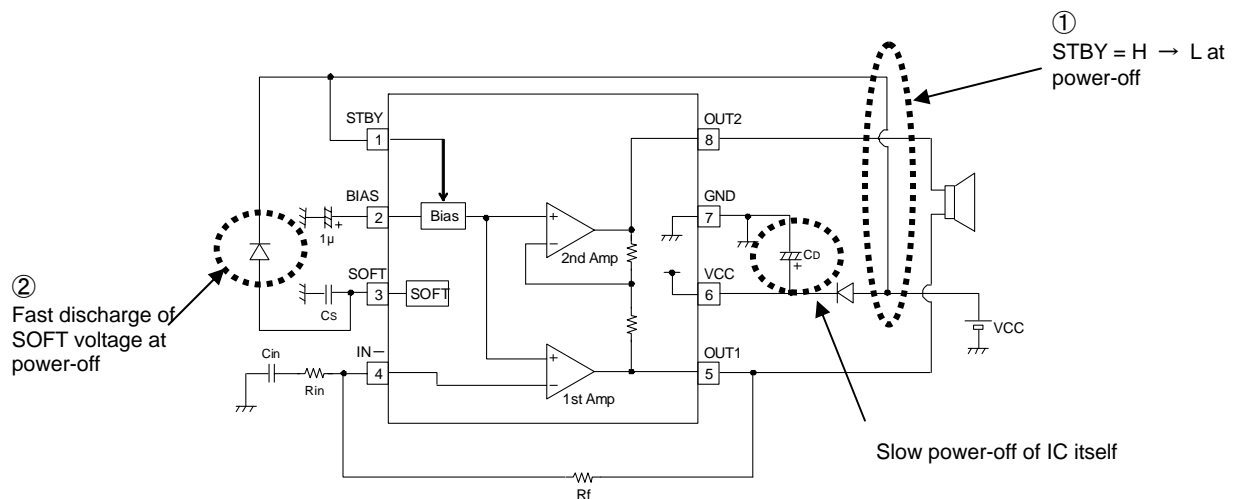 ①
STBY = H → L at
power-off
STBY
1
OUT2
8
BIAS
2
1μ
+
Bias
+
−
2nd Amp
GND
7
CD
+
②
Fast discharge of
SOFT voltage at
power-off
SOFT
3
SOFT
CS
VCC
6
VCC
Cin
Rin
IN−
4
+
−
1st Amp
OUT1
5
Slow power-off of IC itself
Rf